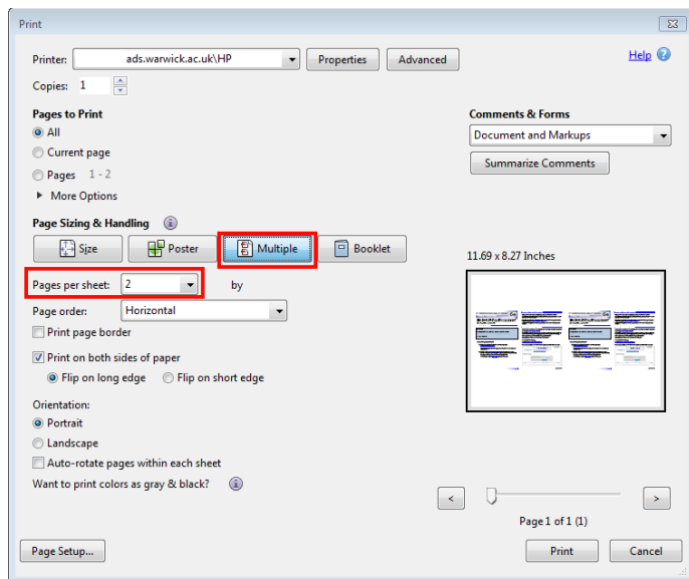 Print
Printer: ads.warwick.ac.uk\HP Properties Advanced Help
Copies: 1
Pages to Print
All
Current page
Pages 1 - 2
More Options
Comments & Forms
Document and Markups
Summarize Comments
Page Sizing & Handling
Size Poster Multiple Booklet
Pages per sheet: 2 by
Page order: Horizontal
Print page border
Print on both sides of paper
Flip on long edge Flip on short edge
Orientation:
Portrait
Landscape
Auto-rotate pages within each sheet
Want to print colors as gray & black?
11.69 x 8.27 Inches
< >
Page 1 of 1 (1)
Page Setup... Print Cancel